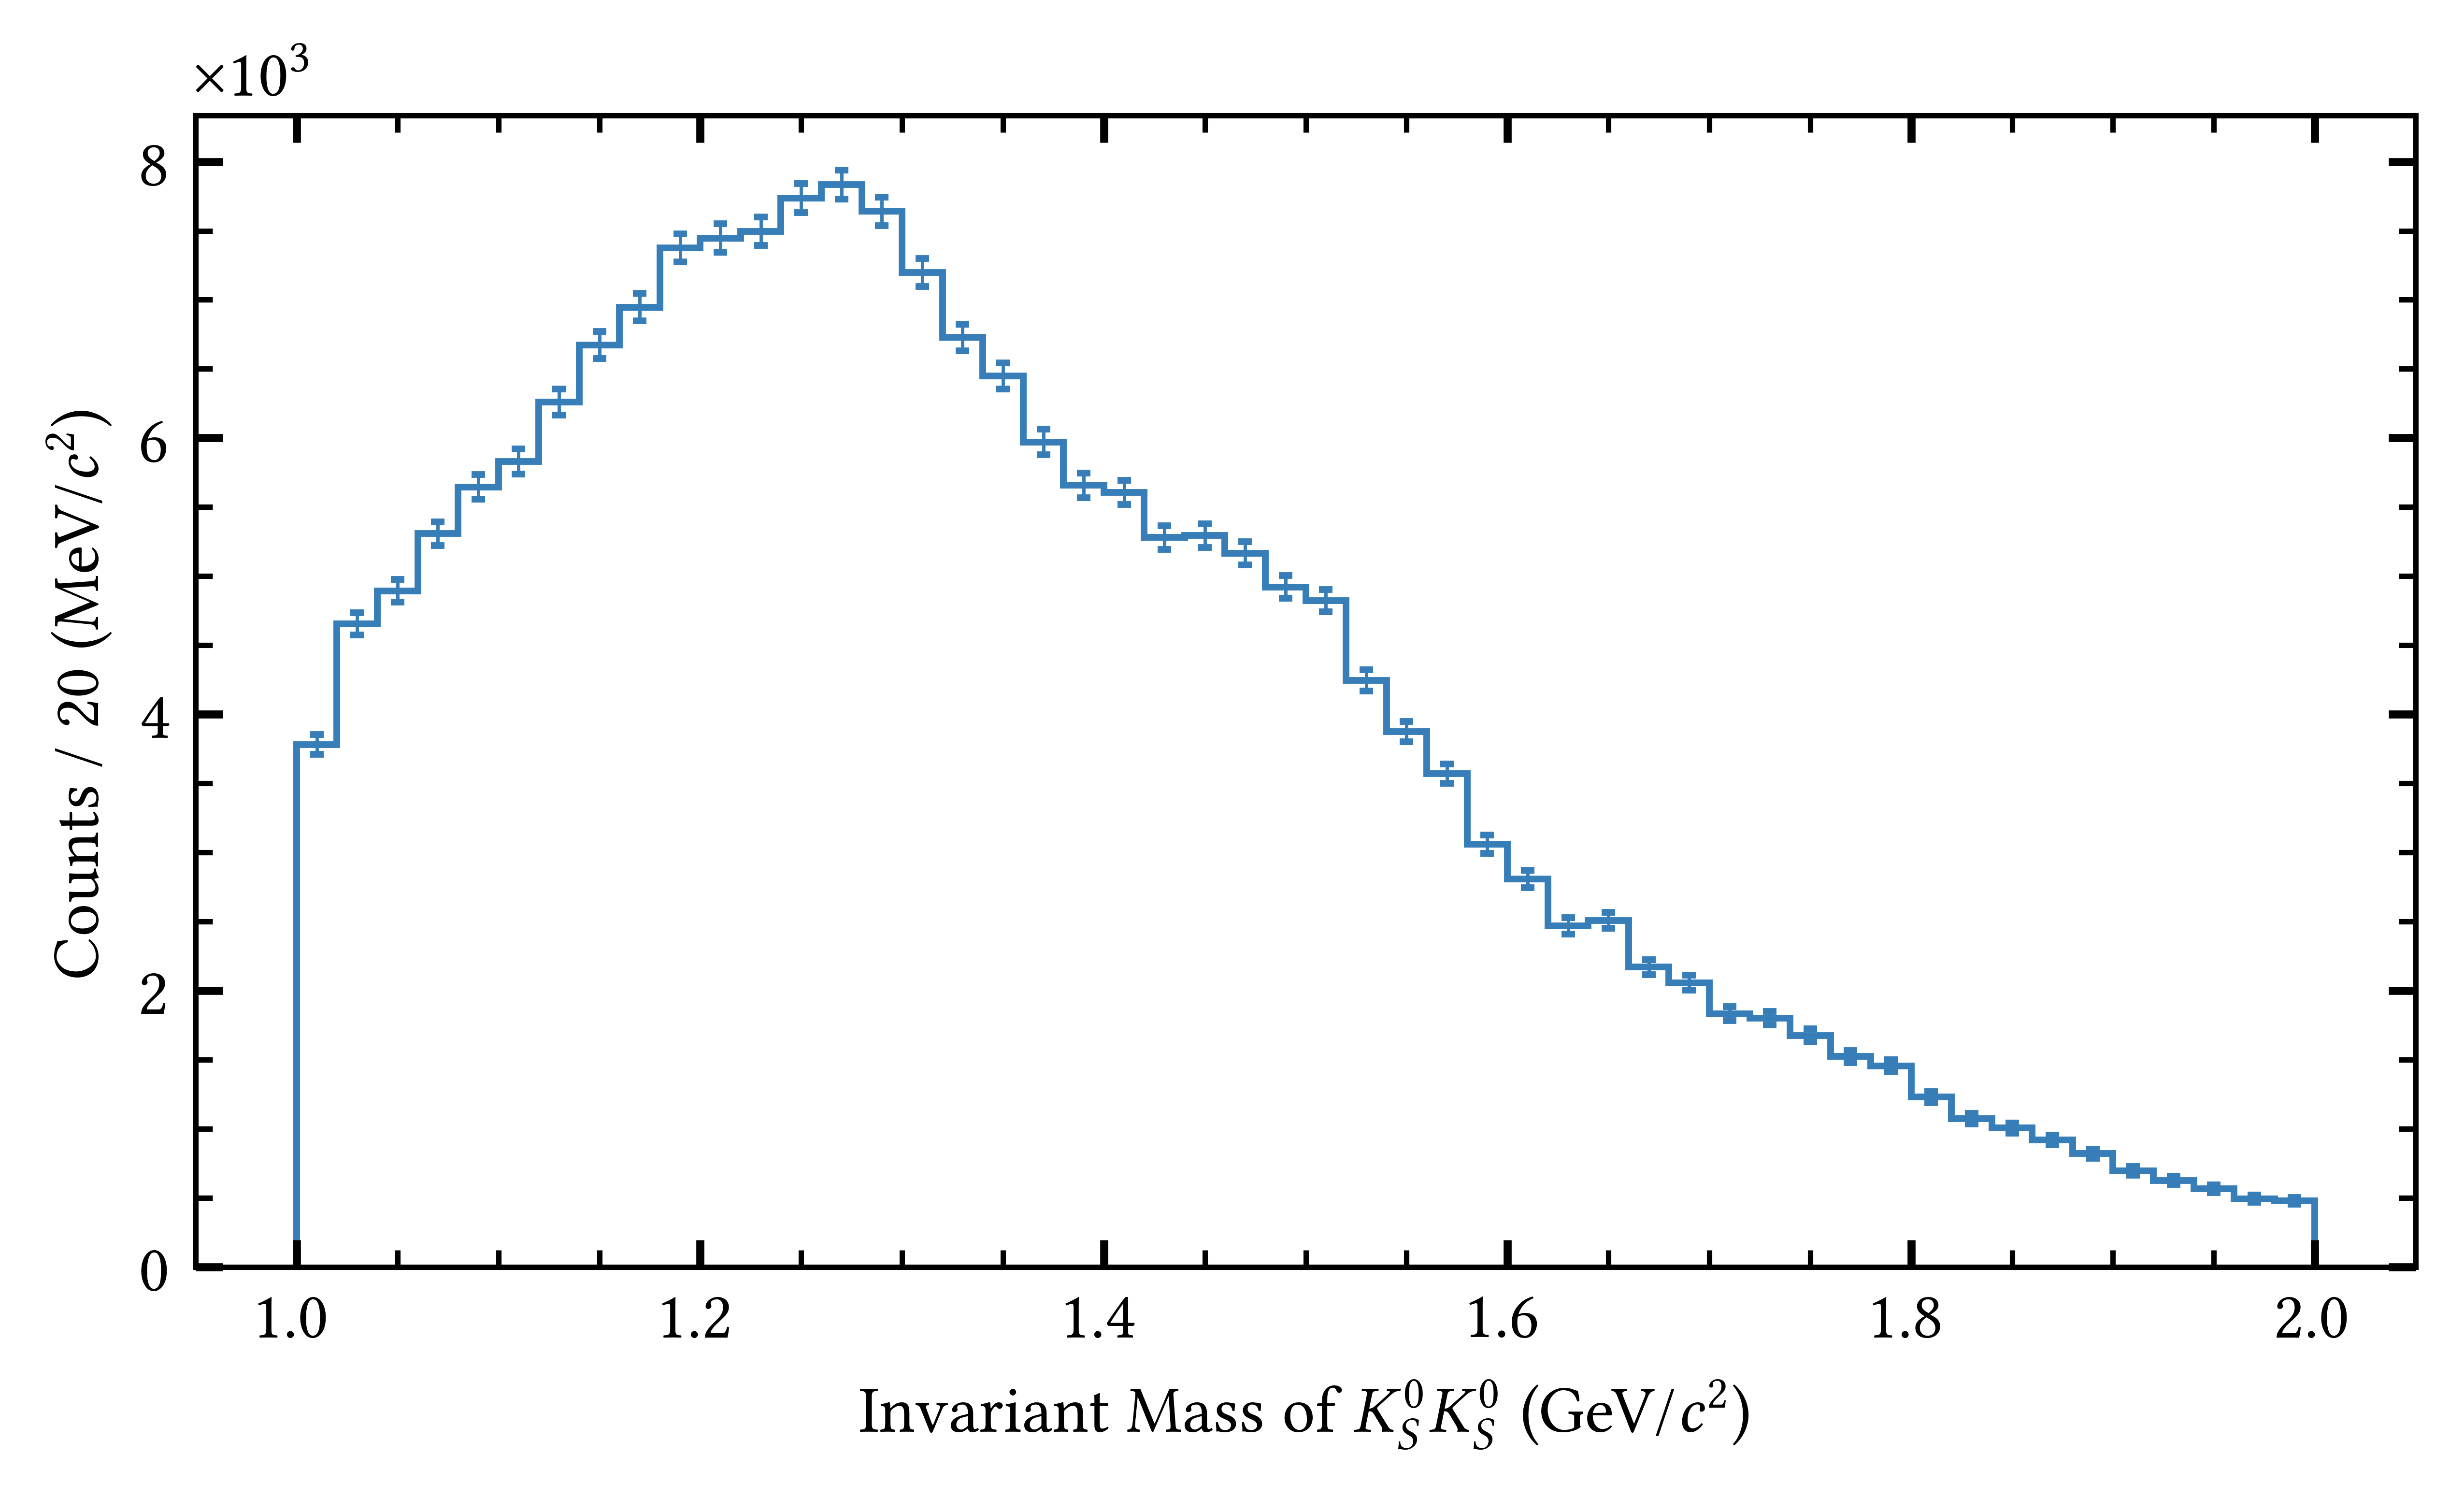 ×10³
8
6
4
2
0
Counts / 20 (MeV/c²)
1.0 1.2 1.4 1.6 1.8 2.0
Invariant Mass of K⁰_S K⁰_S (GeV/c²)